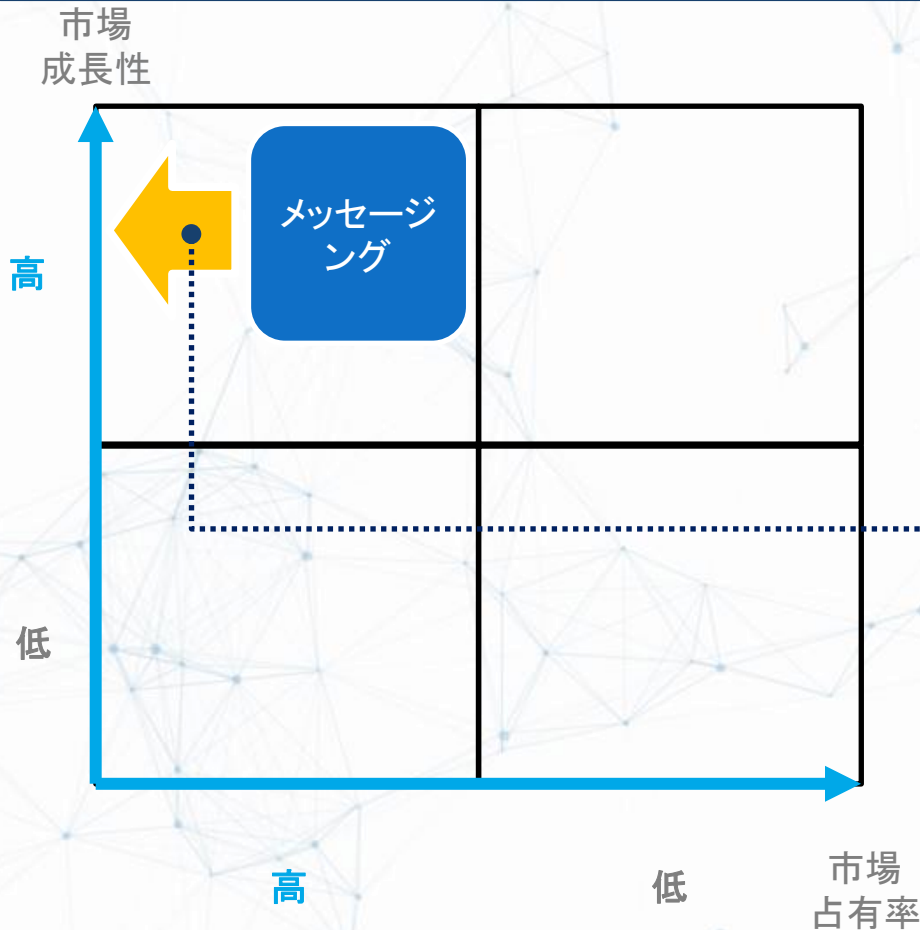 市場
成長性
メッセージ
ング
高
低
高
低
市場
占有率